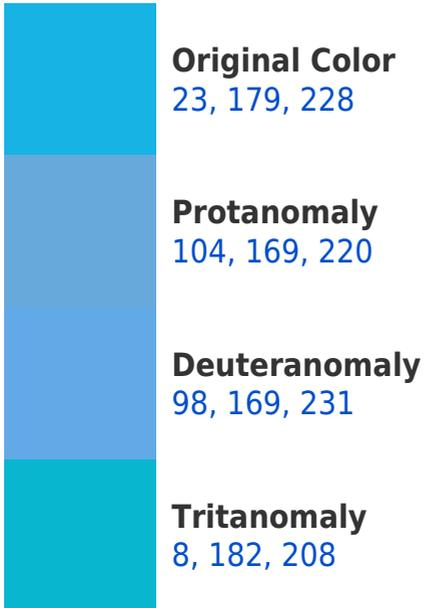 Original Color
23, 179, 228
Protanomaly
104, 169, 220
Deuteranomaly
98, 169, 231
Tritanomaly
8, 182, 208